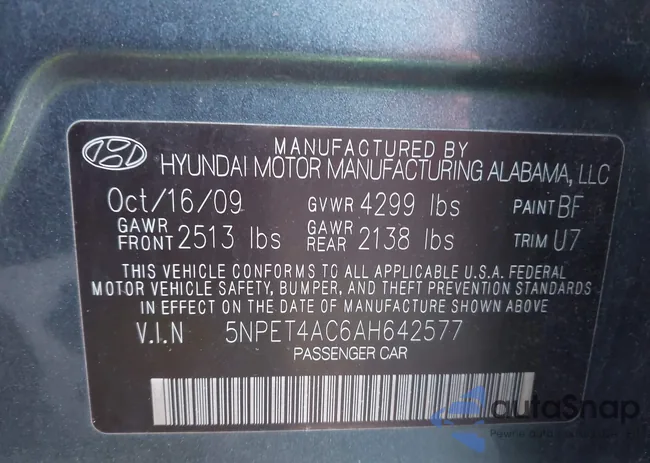 MANUFACTURED BY
HYUNDAI MOTOR MANUFACTURING ALABAMA, LLC
Oct/16/09 GVWR 4299 lbs PAINT BF
GAWR FRONT 2513 lbs GAWR REAR 2138 lbs TRIM U7
THIS VEHICLE CONFORMS TO ALL APPLICABLE U.S.A. FEDERAL
MOTOR VEHICLE SAFETY, BUMPER, AND THEFT PREVENTION STANDARDS
IN EFFECT ON THE DATE OF MANUFACTURE SHOWN ABOVE
V.I.N 5NPET4AC6AH642577
PASSENGER CAR
autoSnap